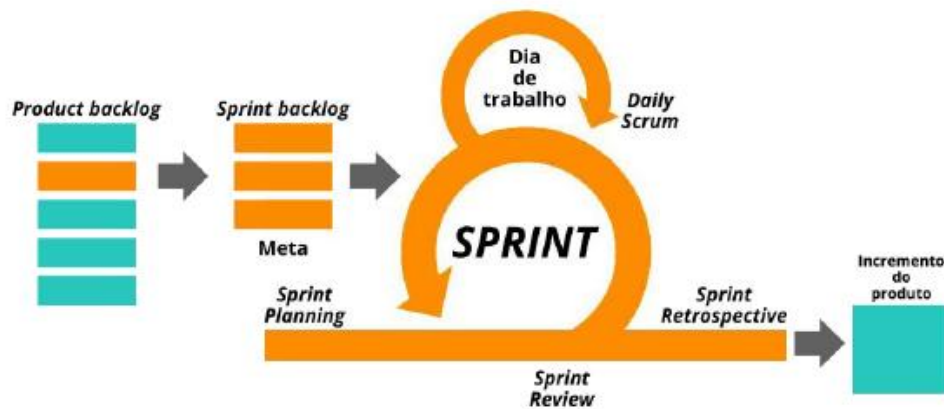 Dia
de
trabalho
Daily
Scrum
Product backlog
Sprint backlog
Meta
SPRINT
Sprint
Planning
Sprint
Retrospective
Sprint
Review
Incremento
do
produto